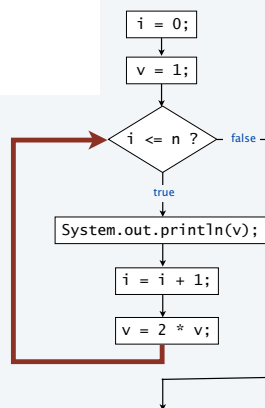 i = 0;
v = 1;
i <= n ?
false
true
System.out.println(v);
i = i + 1;
v = 2 * v;